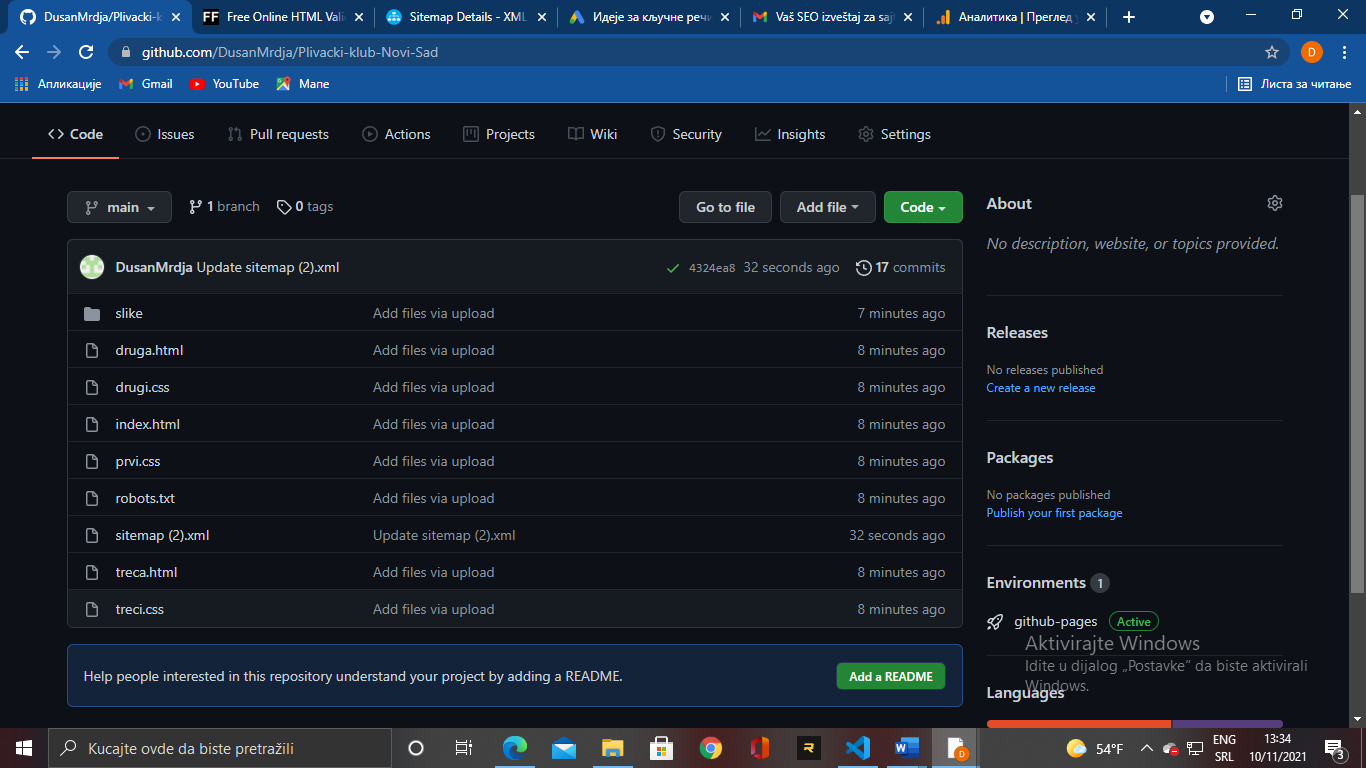 DusanMrdja/Plivacki-k
Free Online HTML Vali
Sitemap Details - XML
Идеје за кључне речи
Vaš SEO izveštaj za saj
Аналитика | Преглед
github.com/DusanMrdja/Plivacki-klub-Novi-Sad
D
Апликације
Gmail
YouTube
Мапе
Листа за читање
Code
Issues
Pull requests
Actions
Projects
Wiki
Security
Insights
Settings
main
1 branch
0 tags
Go to file
Add file
Code
DusanMrdja Update sitemap (2).xml
4324ea8 32 seconds ago
17 commits
slike Add files via upload 7 minutes ago
druga.html Add files via upload 8 minutes ago
drugi.css Add files via upload 8 minutes ago
index.html Add files via upload 8 minutes ago
prvi.css Add files via upload 8 minutes ago
robots.txt Add files via upload 8 minutes ago
sitemap (2).xml Update sitemap (2).xml 32 seconds ago
treca.html Add files via upload 8 minutes ago
treci.css Add files via upload 8 minutes ago
Help people interested in this repository understand your project by adding a README.
Add a README
About
No description, website, or topics provided.
Releases
No releases published
Create a new release
Packages
No packages published
Publish your first package
Environments 1
github-pages Active
Aktivirajte Windows
Idite u dijalog „Postavke“ da biste aktivirali
Windows.
Languages
Kucajte ovde da biste pretražili
54°F
ENG
SRL
13:34
10/11/2021
3